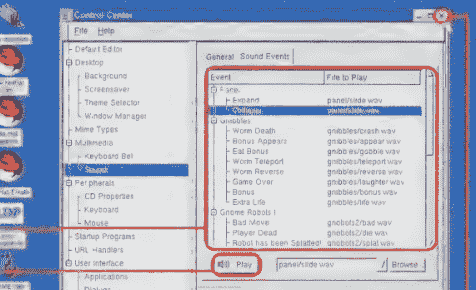 Control Center
File Help
Default Editor
Desktop
Background
Screensaver
Theme Selector
Window Manager
Mime Types
Multimedia
Keyboard Bell
Sound
Peripherals
CD Properties
Keyboard
Mouse
Startup Programs
URL Handlers
User Interface
Applications
Dialogs
General Sound Events
Event File to Play
Panel
Expand panel/slide.wav
Collapse panel/slide.wav
Gnibbles
Worm Death gnibbles/crash.wav
Bonus Appears gnibbles/appear.wav
Eat Bonus gnibbles/gobble.wav
Worm Teleport gnibbles/teleport.wav
Worm Reverse gnibbles/reverse.wav
Game Over gnibbles/laughter.wav
Bonus gnibbles/bonus.wav
Extra Life gnibbles/life.wav
Gnome Robots I
Bad Move gnobots2/bad.wav
Player Dead gnobots2/die.wav
Robot has been Splatted! gnobots2/splat.wav
Play panel/slide.wav Browse...